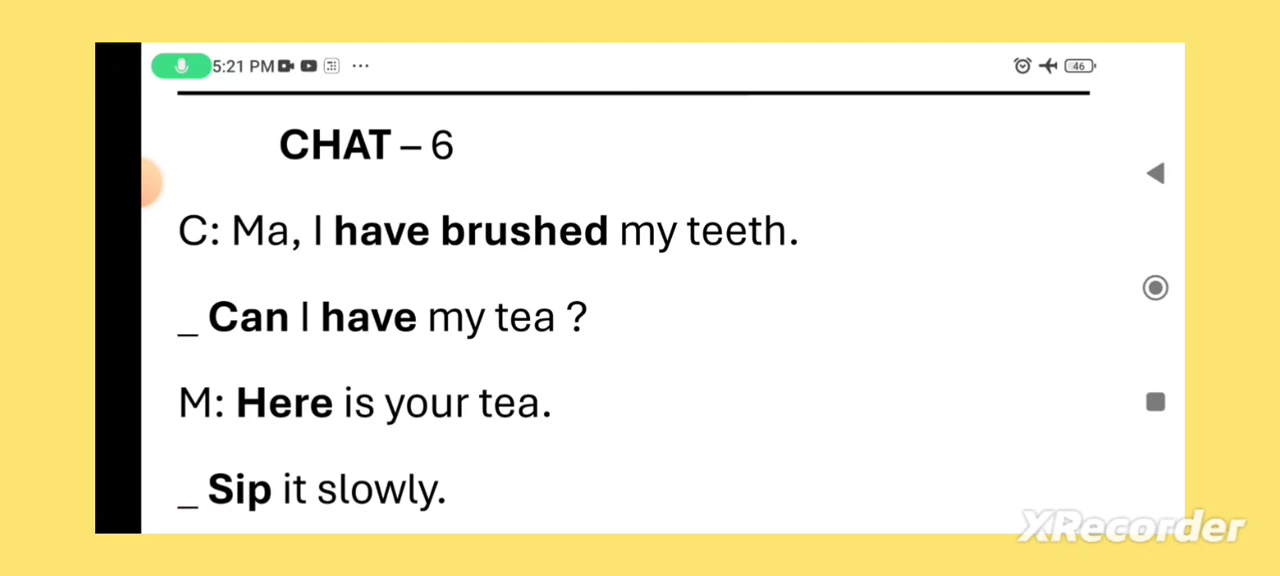 5:21 PM ···
46
CHAT – 6
C: Ma, I have brushed my teeth.
_ Can I have my tea ?
M: Here is your tea.
_ Sip it slowly.
XRecorder